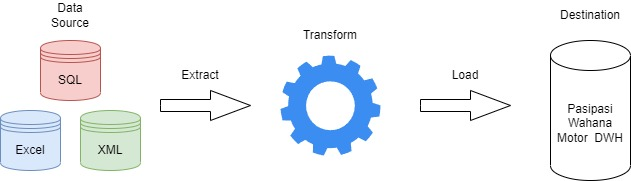 Data
Source
SQL
Excel
XML
Extract
Transform
Load
Destination
Pasipasi
Wahana
Motor DWH